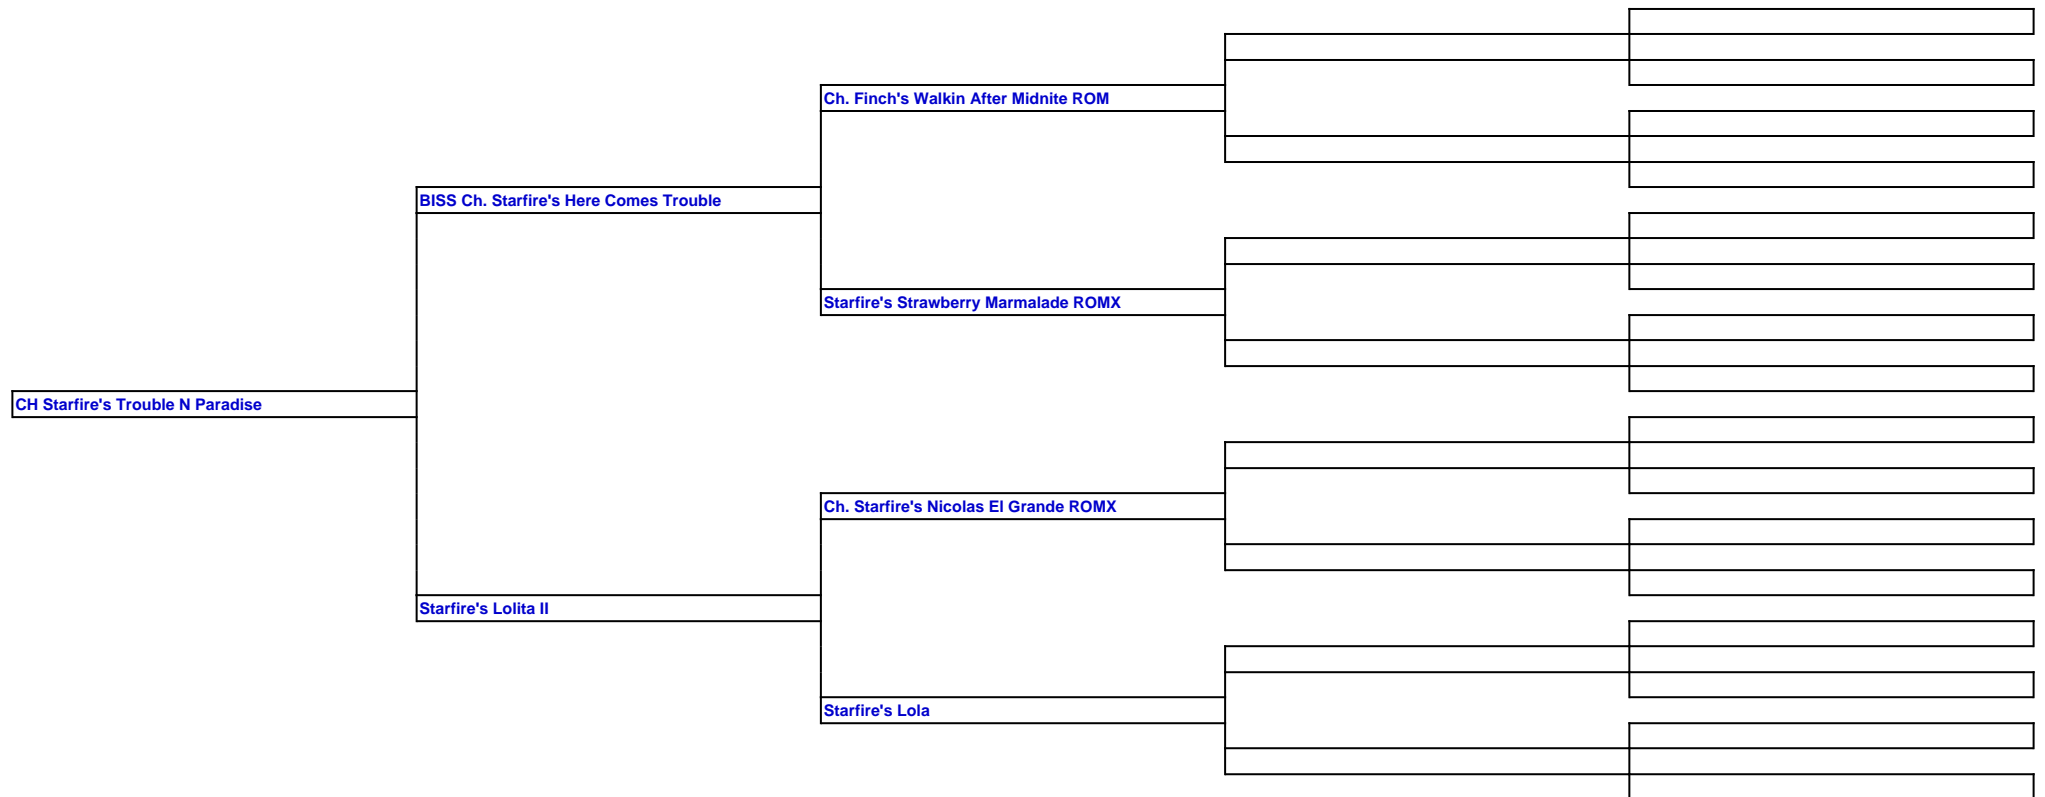 Ch. Finch's Walkin After Midnite ROM
BISS Ch. Starfire's Here Comes Trouble
Starfire's Strawberry Marmalade ROMX
CH Starfire's Trouble N Paradise
Ch. Starfire's Nicolas El Grande ROMX
Starfire's Lolita II
Starfire's Lola